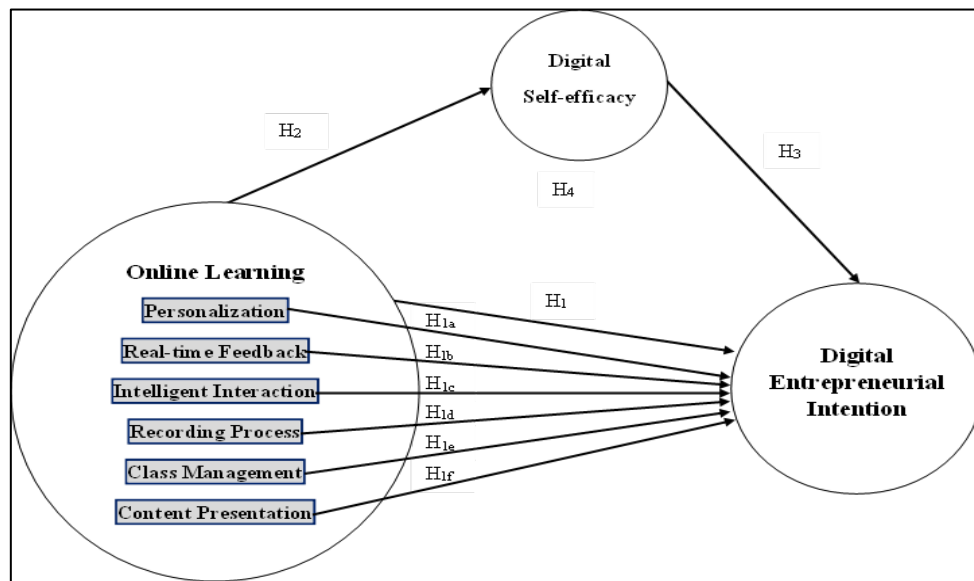 Digital
Self-efficacy
H2
H3
H4
Online Learning
Personalization
Real-time Feedback
Intelligent Interaction
Recording Process
Class Management
Content Presentation
H1
H1a
H1b
H1c
H1d
H1e
H1f
Digital
Entrepreneurial
Intention